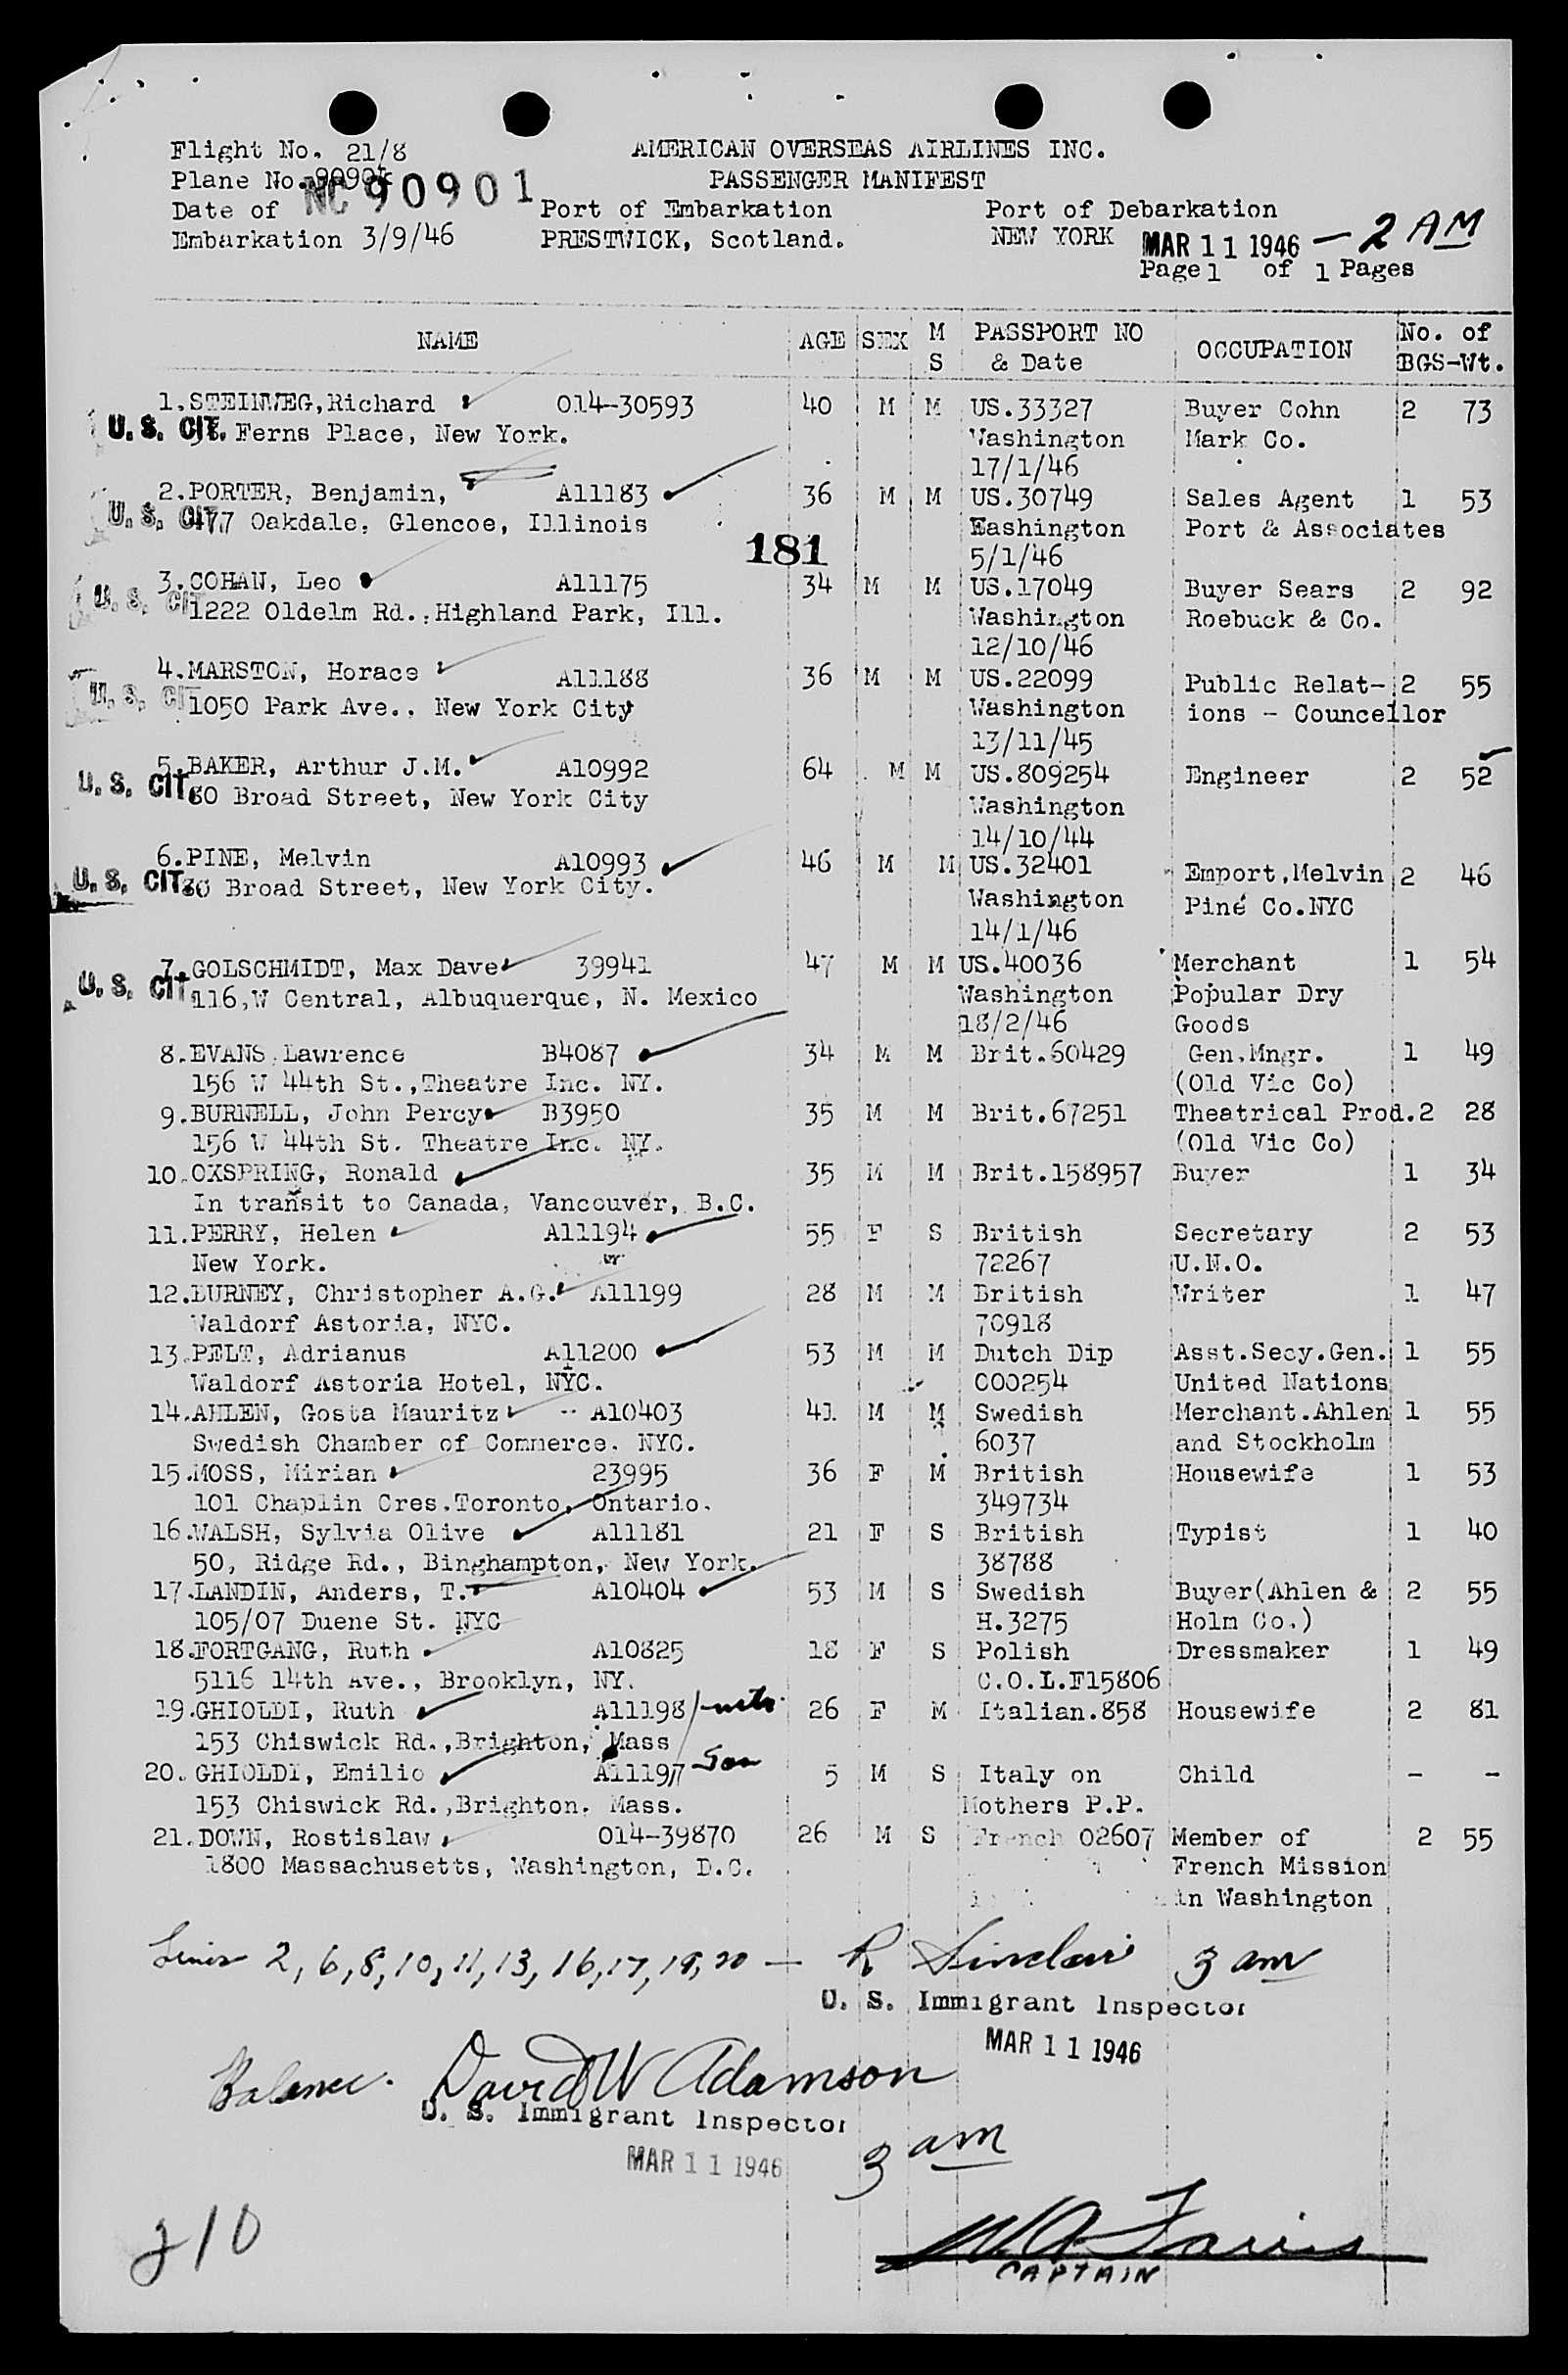 Flight No. 21/8 AMERICAN OVERSEAS AIRLINES INC.
Plane No. NC90901 PASSENGER MANIFEST
Date of Port of Embarkation Port of Debarkation
Embarkation 3/9/46 PRESTWICK, Scotland. NEW YORK MAR 11 1946 - 2 AM
Page 1 of 1 Pages
NAME AGE SEX M PASSPORT NO OCCUPATION No. of
S & Date BGS-Wt.
1. STEINWEG, Richard 014-30593 40 M M US.33327 Buyer Cohn 2 73
U. S. CIT. Ferns Place, New York. Washington Mark Co.
17/1/46
2. PORTER, Benjamin, A11183 36 M M US.30749 Sales Agent 1 53
U. S. CIT 477 Oakdale, Glencoe, Illinois Eashington Port & Associates
181 5/1/46
3. COHAN, Leo A11175 34 M M US.17049 Buyer Sears 2 92
U. S. CIT 1222 Oldelm Rd., Highland Park, Ill. Washington Roebuck & Co.
12/10/46
4. MARSTON, Horace A11188 36 M M US.22099 Public Relat- 2 55
U. S. CIT 1050 Park Ave., New York City Washington ions - Councellor
13/11/45
5. BAKER, Arthur J.M. A10992 64 M M US.809254 Engineer 2 52
U. S. CIT 80 Broad Street, New York City Washington
14/10/44
6. PINE, Melvin A10993 46 M M US.32401 Emport,Melvin 2 46
U. S. CIT. 80 Broad Street, New York City. Washington Pine Co.NYC
14/1/46
7. GOLSCHMIDT, Max Dave 39941 47 M M US.40036 Merchant 1 54
U. S. CIT 116,W Central, Albuquerque, N. Mexico Washington Popular Dry
18/2/46 Goods
8. EVANS Lawrence B4087 34 M M Brit.60429 Gen.Mngr. 1 49
156 W 44th St.,Theatre Inc. NY. (Old Vic Co)
9. BURNELL, John Percy B3950 35 M M Brit.67251 Theatrical Prod. 2 28
156 W 44th St. Theatre Inc. NY. (Old Vic Co)
10. OXSPRING, Ronald 35 M M Brit.158957 Buyer 1 34
In transit to Canada, Vancouver, B.C.
11. PERRY, Helen A11194 55 F S British Secretary 2 53
New York. 72267 U.N.O.
12. BURNEY, Christopher A.G. A11199 28 M M British Writer 1 47
Waldorf Astoria, NYC. 70918
13. PELT, Adrianus A11200 53 M M Dutch Dip Asst.Secy.Gen. 1 55
Waldorf Astoria Hotel, NYC. 000254 United Nations
14. AHLEN, Gosta Mauritz A10403 41 M M Swedish Merchant.Ahlen 1 55
Swedish Chamber of Commerce. NYC. 6037 and Stockholm
15. MOSS, Mirian 23995 36 F M British Housewife 1 53
101 Chaplin Cres.Toronto, Ontario. 349734
16. WALSH, Sylvia Olive A11181 21 F S British Typist 1 40
50, Ridge Rd., Binghampton, New York. 38788
17. LANDIN, Anders, T. A10404 53 M S Swedish Buyer(Ahlen & 2 55
105/07 Duene St. NYC H.3275 Holm Co.)
18. FORTGANG, Ruth A10825 18 F S Polish Dressmaker 1 49
5116 14th Ave., Brooklyn, NY. C.O.L.F15806
19. GHIOLDI, Ruth A11198 26 F M Italian.858 Housewife 2 81
153 Chiswick Rd.,Brighton, Mass
20. GHIOLDI, Emilio A11197 Son 5 M S Italy on Child - -
153 Chiswick Rd.,Brighton, Mass. Mothers P.P.
21. DOWN, Rostislaw 014-39870 26 M S French 02607 Member of 2 55
1800 Massachusetts, Washington, D.C. French Mission
in Washington
Lines 2, 6, 8, 10, 11, 13, 16, 17, 19, 20 - R Sinclair 3 am
U. S. Immigrant Inspector
MAR 11 1946
Balance. David W Adamson
U. S. Immigrant Inspector
MAR 11 1946 3 am
210
CAPTAIN